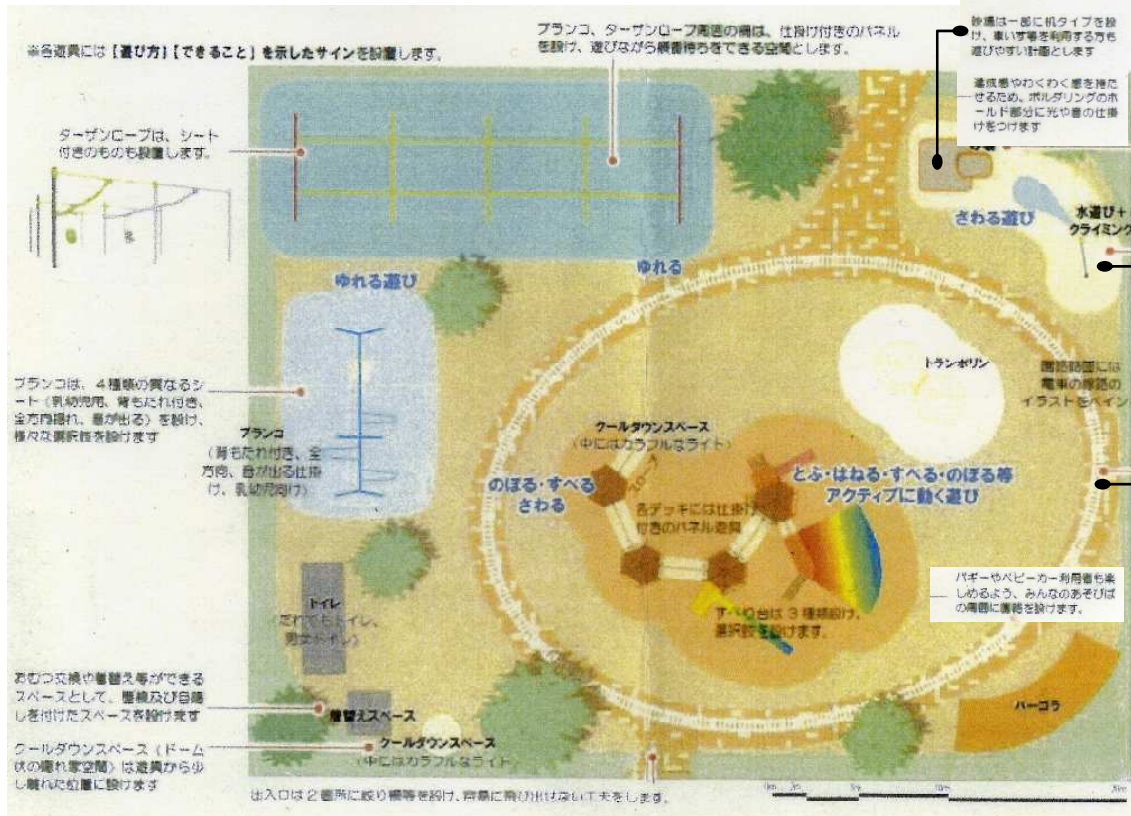 ※各遊具には【遊び方】【できること】を示したサインを設置します。
ブランコ、ターザンロープ周囲の柵は、仕掛け付きのパネル
を設け、遊びながら順番待ちをできる空間とします。
砂場は一部に机タイプを設
け、車いす等を利用する方も
遊びやすい計画とします
達成感やわくわく感を持た
せるため、ボルダリングのホ
ールド部分に光や音の仕掛
けをつけます
ターザンロープは、シート
付きのものも設置します。
さわる遊び
水遊び+
クライミング
ゆれる遊び
ゆれる
トランポリン
園路範囲には
電車の線路の
イラストをペイン
ブランコは、4種類の異なるシ
ート(乳幼児用、背もたれ付き、
全方向揺れ、音が出る)を設け、
様々な選択肢を設けます
ブランコ
(背もたれ付き、全
方向、音が出る仕掛
け、乳幼児向け)
クールダウンスペース
(中にはカラフルなライト)
のぼる・すべる
さわる
とぶ・はねる・すべる・のぼる等
アクティブに動く遊び
各デッキには仕掛け
付きのパネル遊具
バギーやベビーカー利用者も楽
しめるよう、みんなのあそびば
の周囲に園路を設けます。
すべり台は3種類設け、
選択肢を設けます。
トイレ
(だれでもトイレ、
男女トイレ)
おむつ交換や着替え等ができる
スペースとして、屋根及び目隠
しを付けたスペースを設けます
着替えスペース
パーゴラ
クールダウンスペース(ドーム
状の隠れ家空間)は遊具から少
し離れた位置に設けます
クールダウンスペース
(中にはカラフルなライト)
出入口は2箇所に絞り柵等を設け、容易に飛び出せない工夫をします。